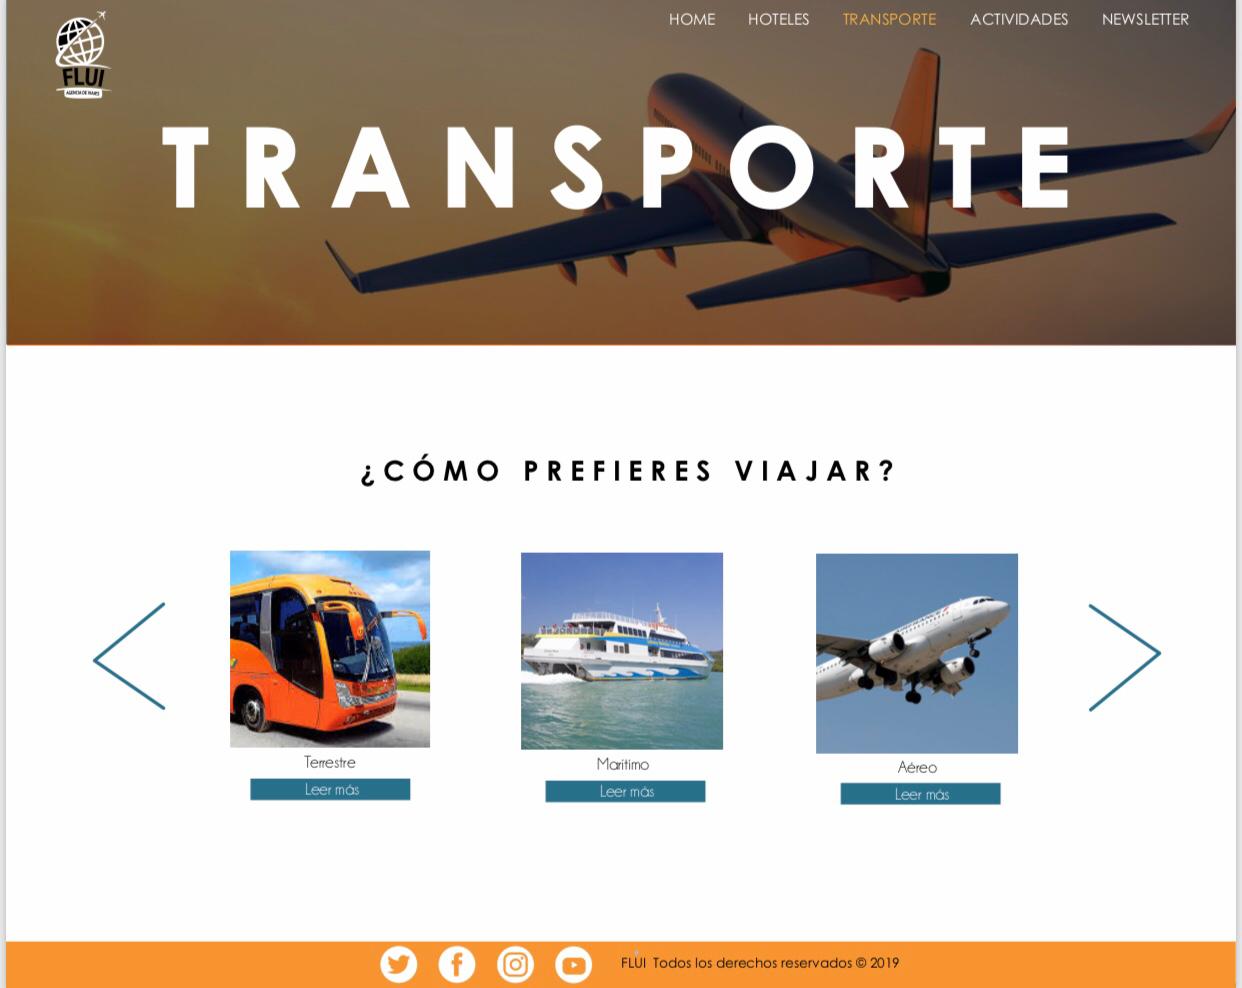 HOME HOTELES TRANSPORTE ACTIVIDADES NEWSLETTER
FLUI
AGENCIA DE VIAJES
TRANSPORTE
¿CÓMO PREFIERES VIAJAR?
Terrestre Maritimo Aéreo
Leer más Leer más Leer más
FLUI Todos los derechos reservados © 2019